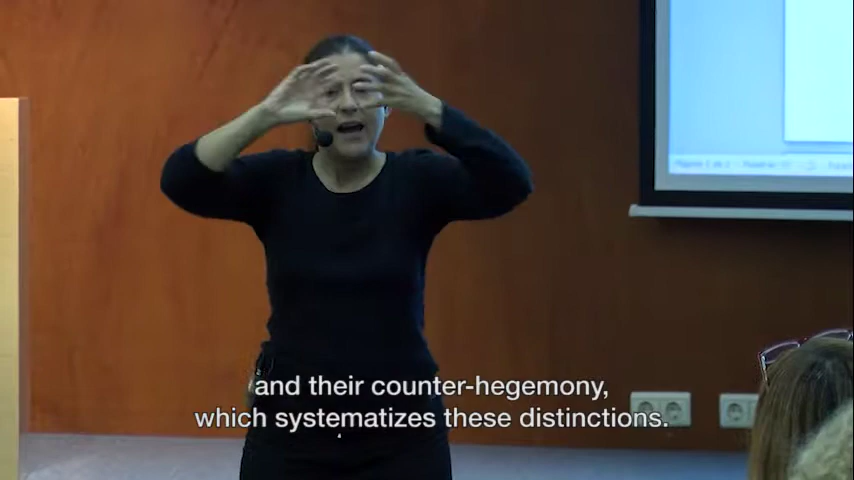 and their counter-hegemony,
which systematizes these distinctions.